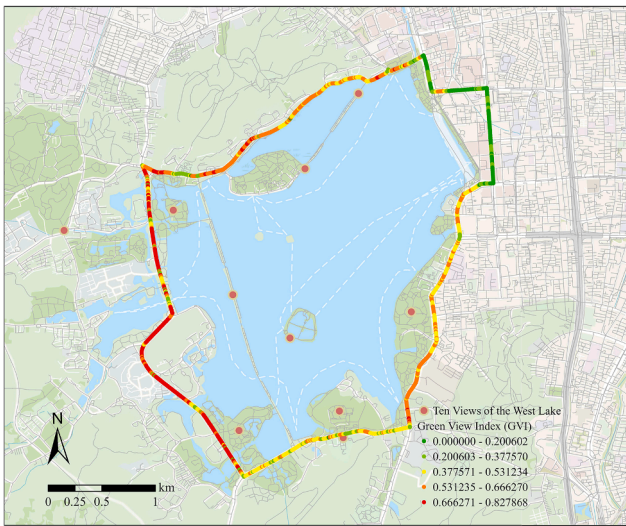 Ten Views of the West Lake
Green View Index (GVI)
0.000000 - 0.200602
0.200603 - 0.377570
0.377571 - 0.531234
0.531235 - 0.666270
0.666271 - 0.827868
N
km
0 0.25 0.5 1